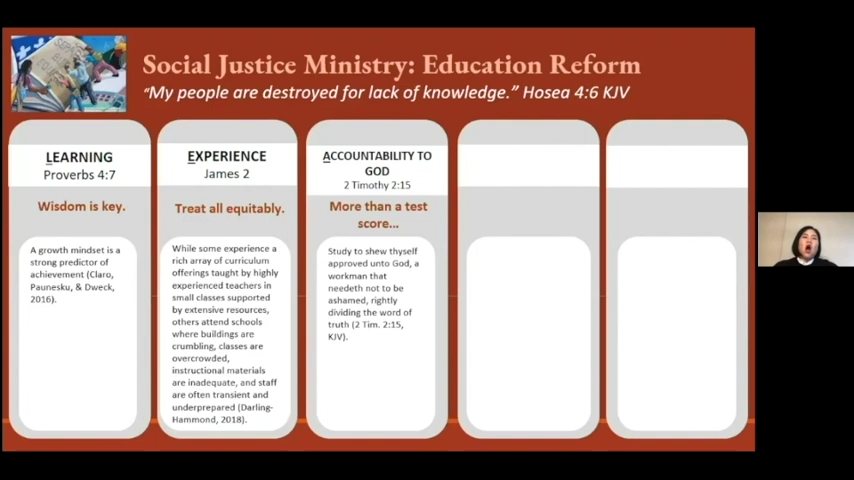 Social Justice Ministry: Education Reform
"My people are destroyed for lack of knowledge." Hosea 4:6 KJV
LEARNING
Proverbs 4:7
Wisdom is key.
A growth mindset is a
strong predictor of
achievement (Claro,
Paunesku, & Dweck,
2016).
EXPERIENCE
James 2
Treat all equitably.
While some experience a
rich array of curriculum
offerings taught by highly
experienced teachers in
small classes supported
by extensive resources,
others attend schools
where buildings are
crumbling, classes are
overcrowded,
instructional materials
are inadequate, and staff
are often transient and
underprepared (Darling-
Hammond, 2018).
ACCOUNTABILITY TO
GOD
2 Timothy 2:15
More than a test
score...
Study to shew thyself
approved unto God, a
workman that
needeth not to be
ashamed, rightly
dividing the word of
truth (2 Tim. 2:15,
KJV).